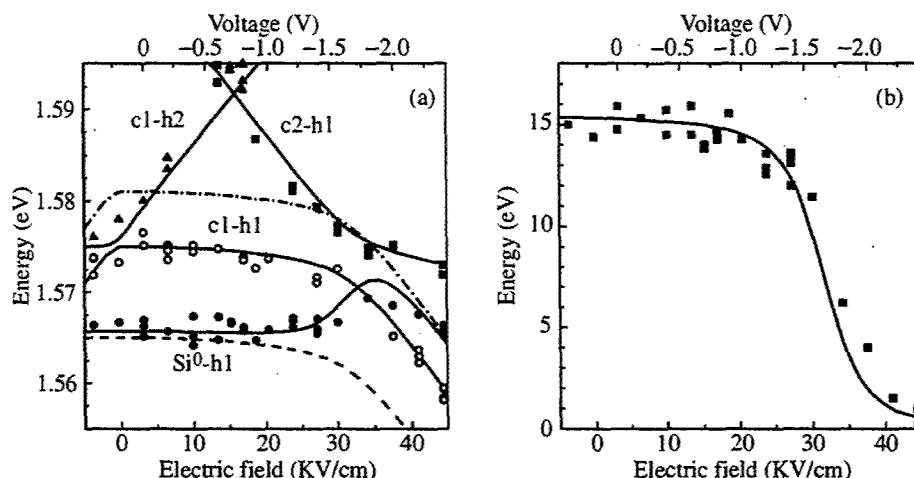 Voltage (V)
0 −0.5 −1.0 −1.5 −2.0
(a)
1.59
c1-h2
c2-h1
1.58
Energy (eV)
c1-h1
1.57
Si⁰-h1
1.56
0 10 20 30 40
Electric field (KV/cm)
Voltage (V)
0 −0.5 −1.0 −1.5 −2.0
(b)
15
10
Energy (eV)
5
0
0 10 20 30 40
Electric field (KV/cm)